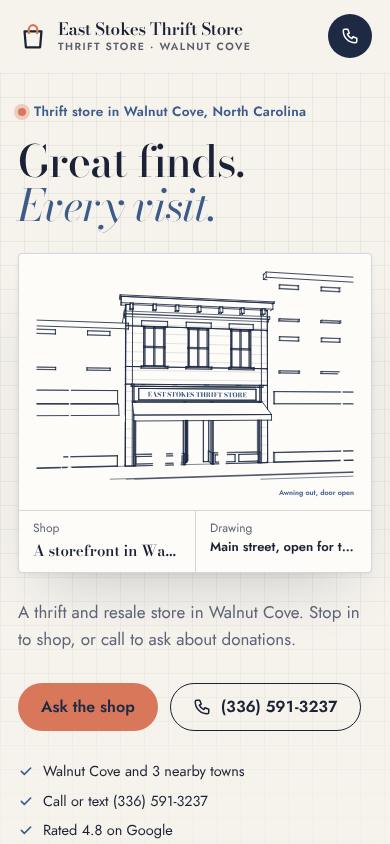 East Stokes Thrift Store
THRIFT STORE · WALNUT COVE
Thrift store in Walnut Cove, North Carolina
Great finds.
Every visit.
EAST STOKES THRIFT STORE
Awning out, door open
Shop
A storefront in Wa...
Drawing
Main street, open for t...
A thrift and resale store in Walnut Cove. Stop in
to shop, or call to ask about donations.
Ask the shop
(336) 591-3237
Walnut Cove and 3 nearby towns
Call or text (336) 591-3237
Rated 4.8 on Google